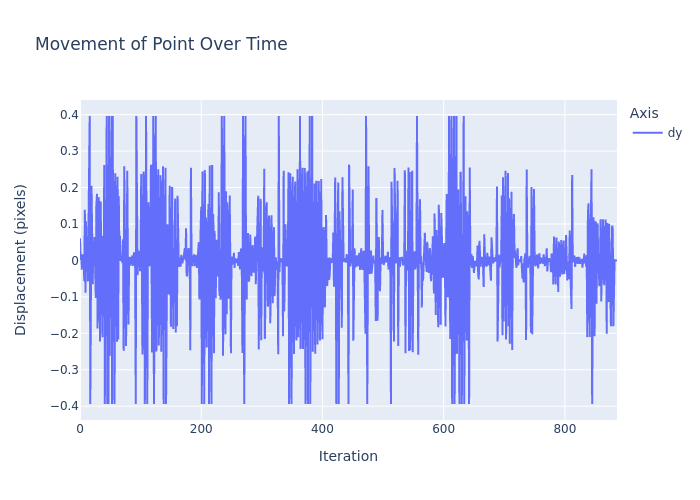 Movement of Point Over Time
Axis
dy
0.4
0.3
0.2
0.1
0
−0.1
−0.2
−0.3
−0.4
Displacement (pixels)
0
200
400
600
800
Iteration